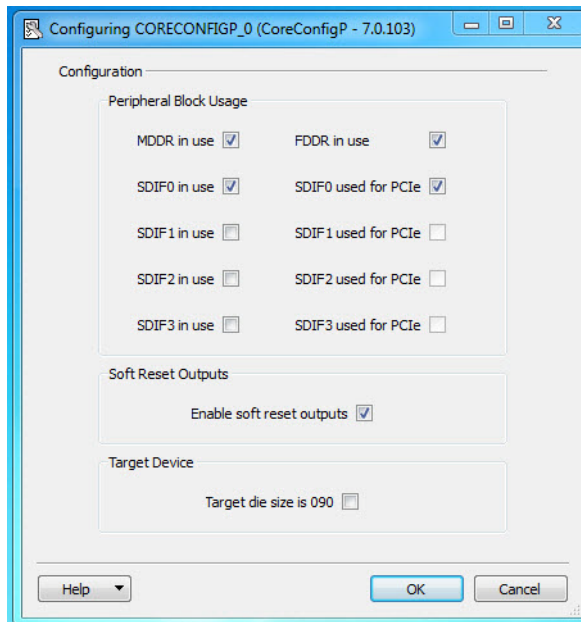 Configuring CORECONFIGP_0 (CoreConfigP - 7.0.103)
Configuration
Peripheral Block Usage
MDDR in use FDDR in use
SDIF0 in use SDIF0 used for PCIe
SDIF1 in use SDIF1 used for PCIe
SDIF2 in use SDIF2 used for PCIe
SDIF3 in use SDIF3 used for PCIe
Soft Reset Outputs
Enable soft reset outputs
Target Device
Target die size is 090
Help OK Cancel